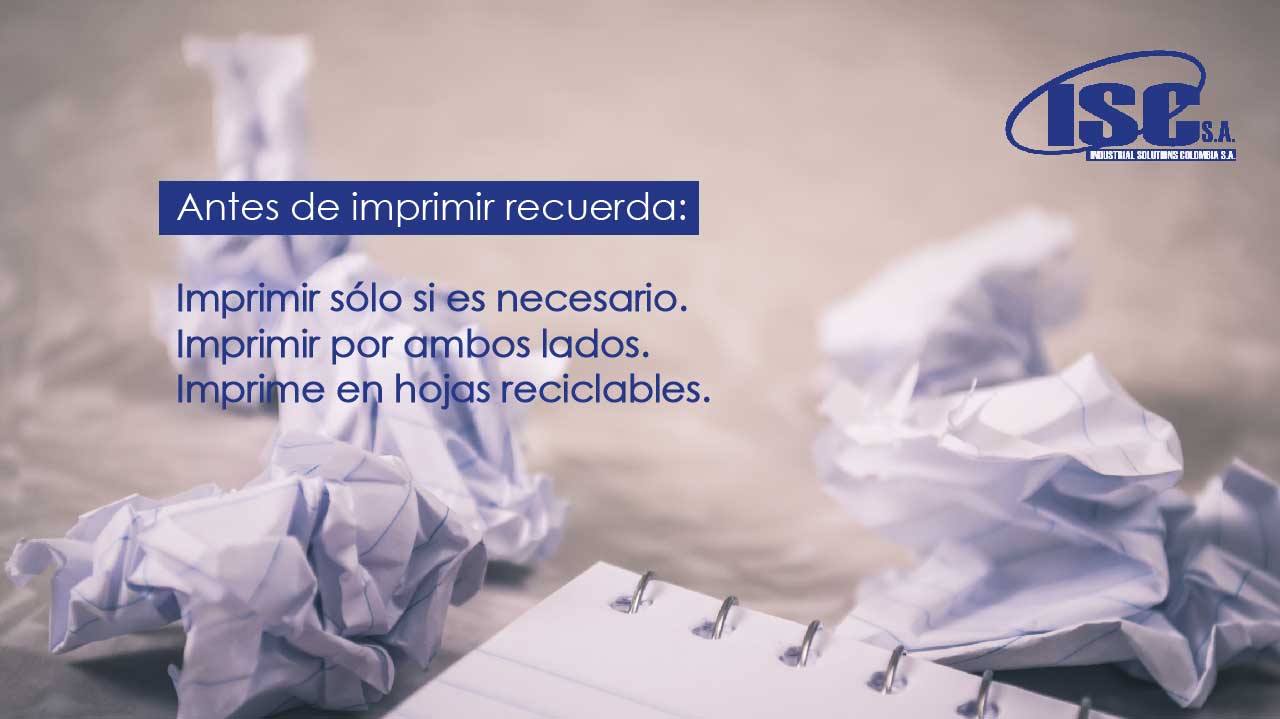 ISC S.A.
INDUSTRIAL SOLUTIONS COLOMBIA S.A.
Antes de imprimir recuerda:
Imprimir sólo si es necesario.
Imprimir por ambos lados.
Imprime en hojas reciclables.